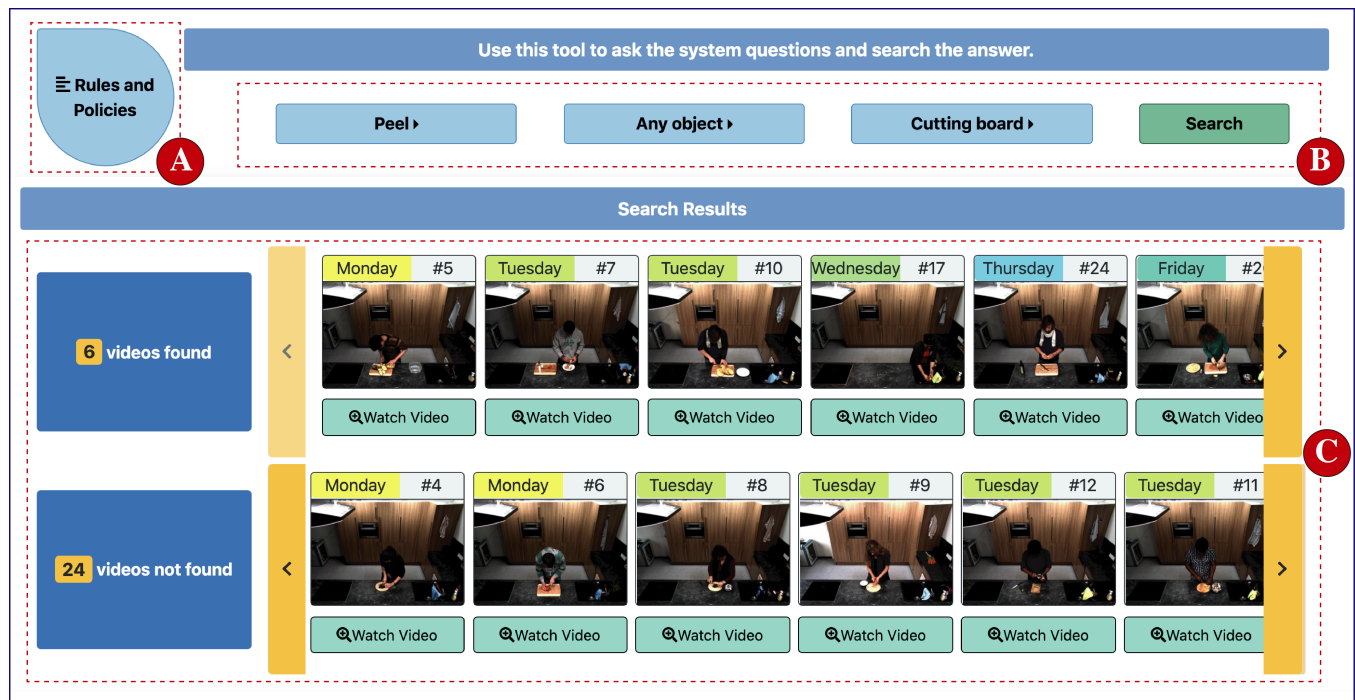 Rules and
Policies
A
Use this tool to ask the system questions and search the answer.
Peel
Any object
Cutting board
Search
B
Search Results
6 videos found
Monday #5
Tuesday #7
Tuesday #10
Wednesday #17
Thursday #24
Friday
Watch Video
Watch Video
Watch Video
Watch Video
Watch Video
Watch Video
C
24 videos not found
Monday #4
Monday #6
Tuesday #8
Tuesday #9
Tuesday #12
Tuesday #11
Watch Video
Watch Video
Watch Video
Watch Video
Watch Video
Watch Video